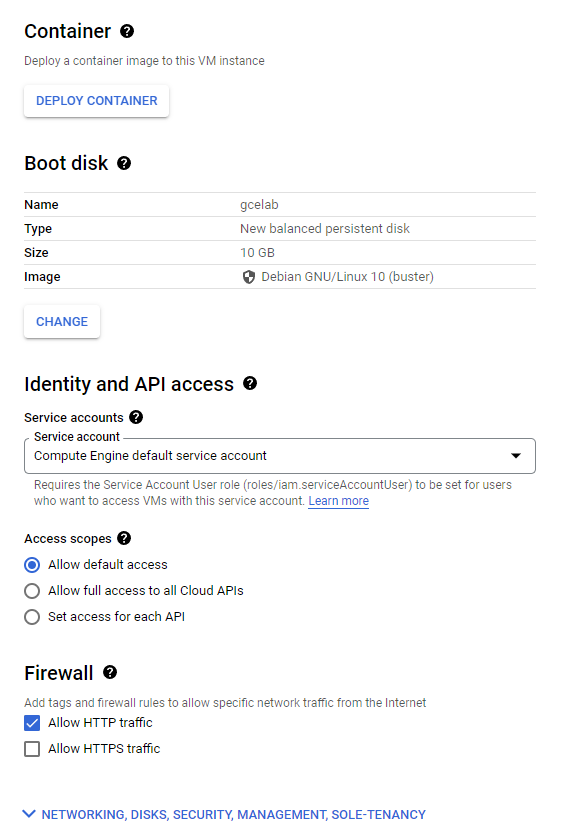 Container
Deploy a container image to this VM instance
DEPLOY CONTAINER
Boot disk
Name gcelab
Type New balanced persistent disk
Size 10 GB
Image Debian GNU/Linux 10 (buster)
CHANGE
Identity and API access
Service accounts
Service account
Compute Engine default service account
Requires the Service Account User role (roles/iam.serviceAccountUser) to be set for users
who want to access VMs with this service account. Learn more
Access scopes
Allow default access
Allow full access to all Cloud APIs
Set access for each API
Firewall
Add tags and firewall rules to allow specific network traffic from the Internet
Allow HTTP traffic
Allow HTTPS traffic
NETWORKING, DISKS, SECURITY, MANAGEMENT, SOLE-TENANCY